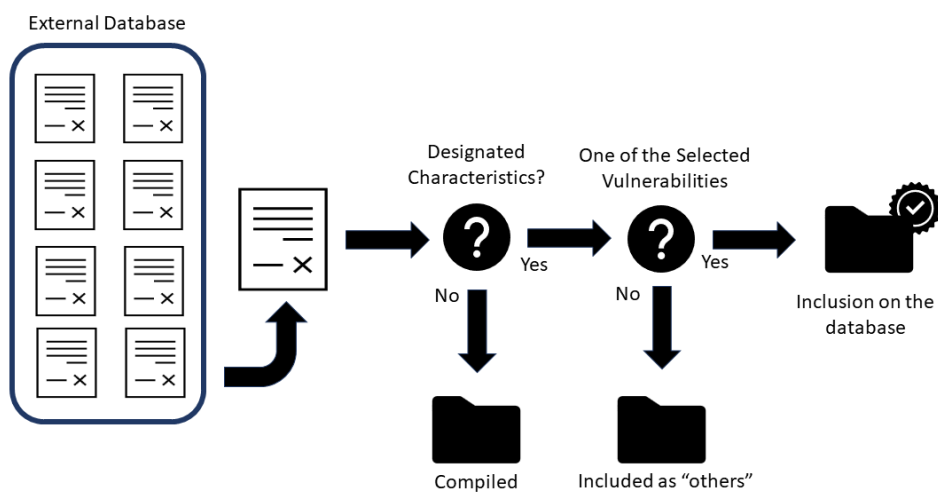 External Database
Designated
Characteristics?
One of the Selected
Vulnerabilities
?
?
Yes
Yes
No
No
Inclusion on the
database
Compiled
Included as “others”